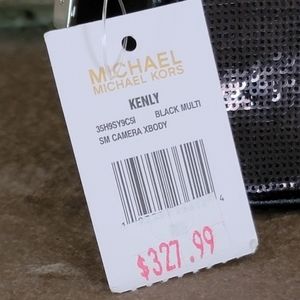 MICHAEL
MICHAEL KORS
KENLY
35H9SY9C5I BLACK MULTI
SM CAMERA XBODY
$327.99